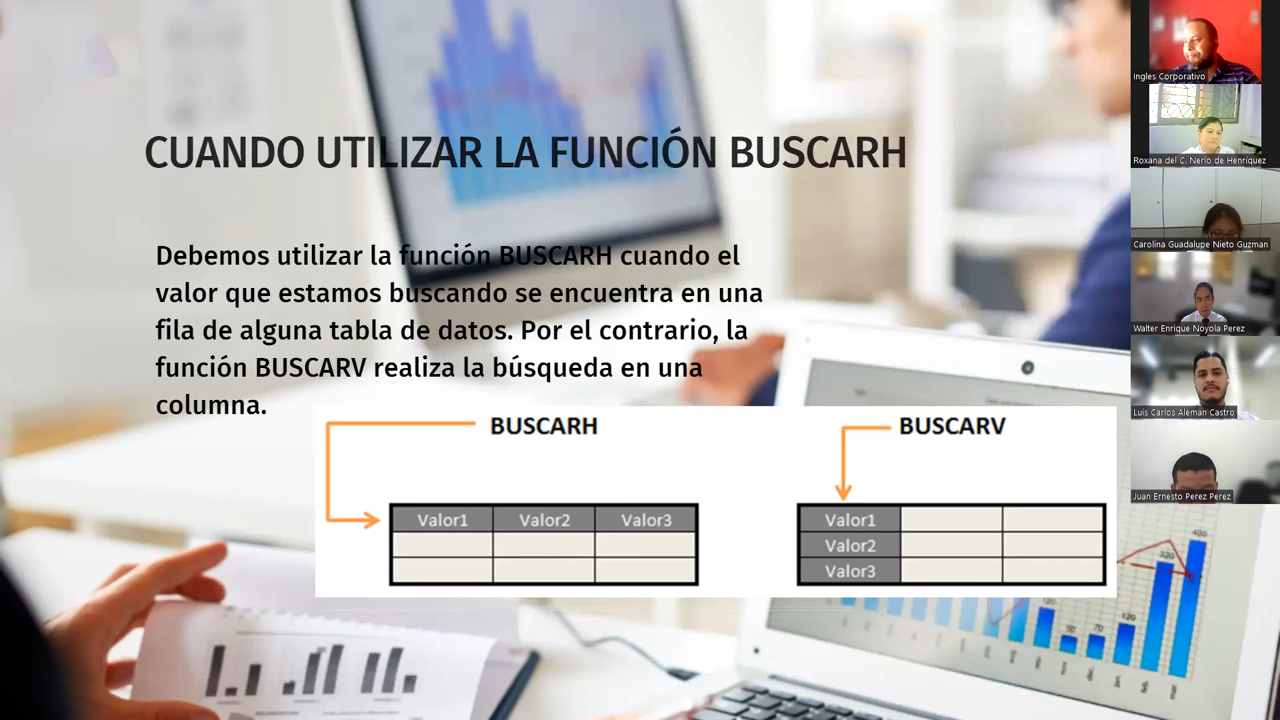 CUANDO UTILIZAR LA FUNCIÓN BUSCARH
Debemos utilizar la función BUSCARH cuando el
valor que estamos buscando se encuentra en una
fila de alguna tabla de datos. Por el contrario, la
función BUSCARV realiza la búsqueda en una
columna.
BUSCARH
Valor1 Valor2 Valor3
BUSCARV
Valor1
Valor2
Valor3
320
400
120
Ingles Corporativo
Roxana del C. Nerio de Henriquez
Carolina Guadalupe Nieto Guzman
Walter Enrique Noyola Perez
Luis Carlos Aleman Castro
Juan Ernesto Perez Perez